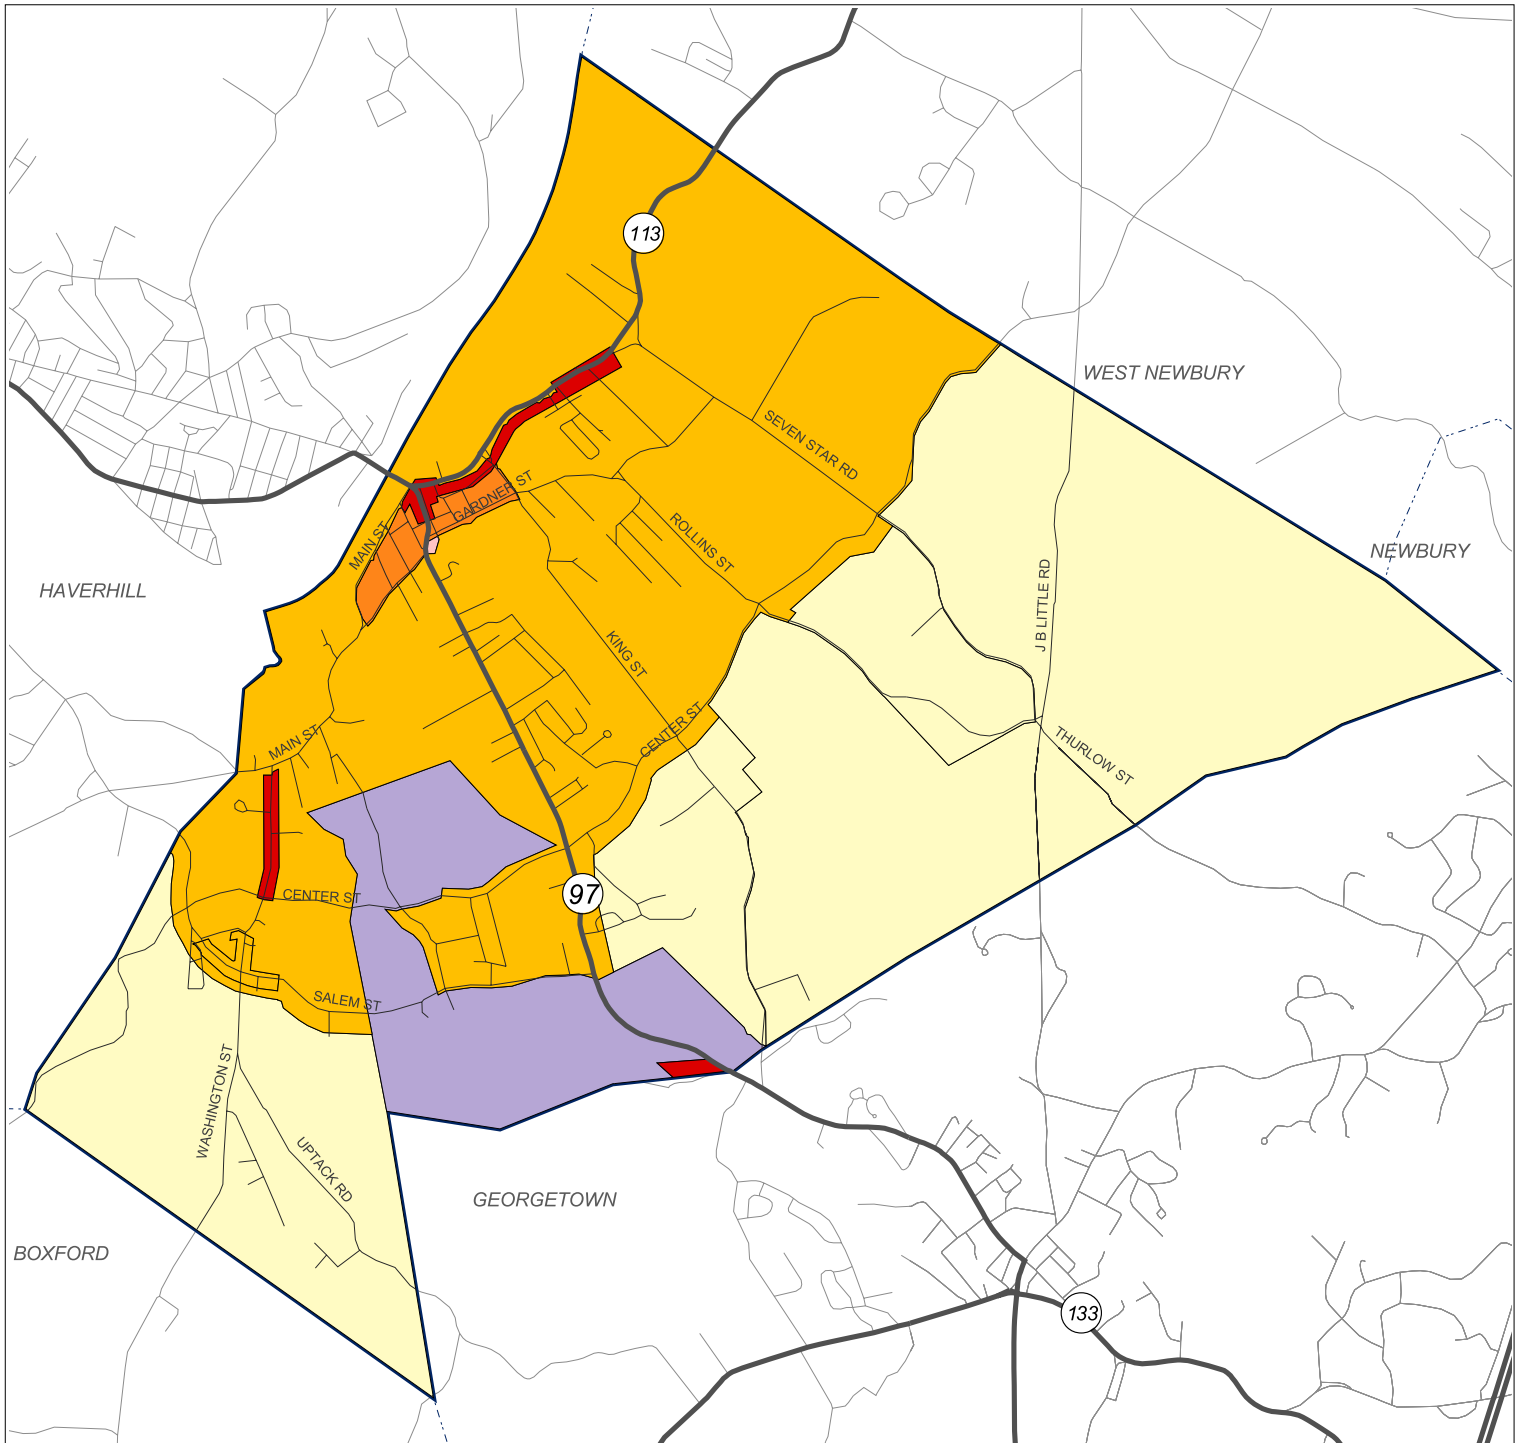 113
WEST NEWBURY
SEVEN STAR RD
GARDNER ST
MAIN ST
ROLLINS ST
NEWBURY
HAVERHILL
J B LITTLE RD
KING ST
CENTER ST
MAIN ST
THURLOW ST
97
CENTER ST
SALEM ST
WASHINGTON ST
UPTACK RD
GEORGETOWN
BOXFORD
133